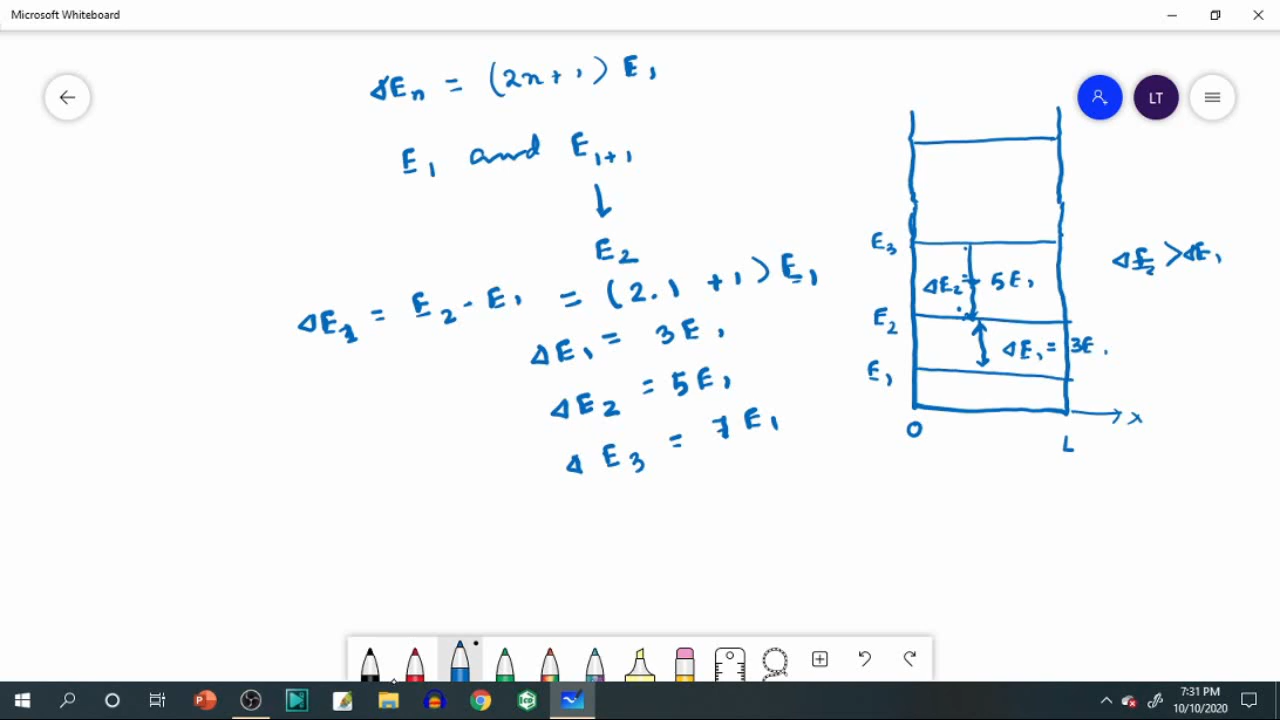 Microsoft Whiteboard
LT
ΔEn = (2n+1) E1
E1 and E1+1
↓
E2
ΔE1 = E2 - E1 = (2.1 +1) E1
ΔE1 = 3E1
ΔE2 = 5E1
ΔE3 = 7E1
E3
ΔE2 = 5E1
ΔE2 > ΔE1
E2
ΔE1 = 3E1
E1
0
L
x
7:31 PM
10/10/2020